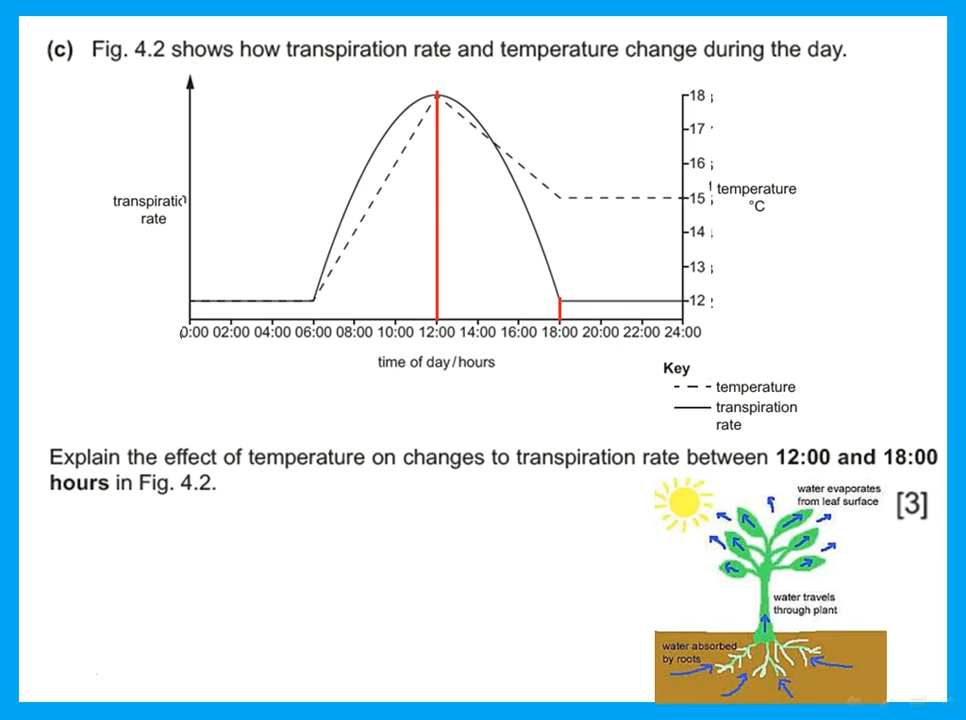 (c) Fig. 4.2 shows how transpiration rate and temperature change during the day.
transpiratio
rate
18
17
16
15
14
13
12
temperature
°C
0:00 02:00 04:00 06:00 08:00 10:00 12:00 14:00 16:00 18:00 20:00 22:00 24:00
time of day/hours
Key
temperature
transpiration
rate
Explain the effect of temperature on changes to transpiration rate between 12:00 and 18:00
hours in Fig. 4.2.
[3]
water evaporates
from leaf surface
water travels
through plant
water absorbed
by roots